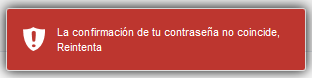 La confirmación de tu contraseña no coincide,
Reintenta